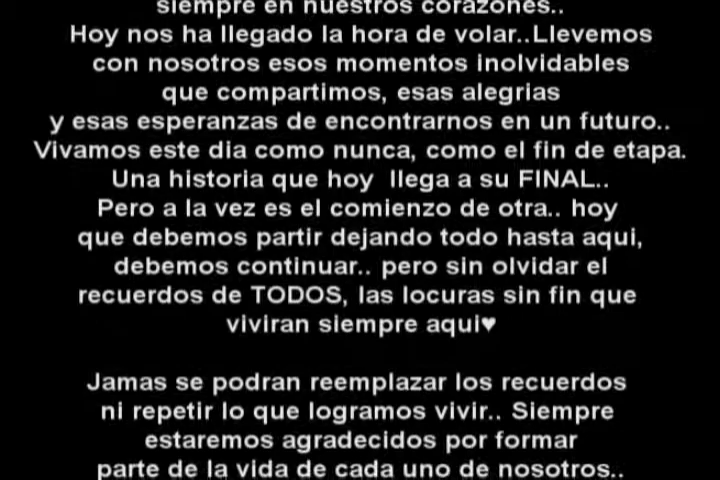 siempre en nuestros corazones..
Hoy nos ha llegado la hora de volar..Llevemos
con nosotros esos momentos inolvidables
que compartimos, esas alegrias
y esas esperanzas de encontrarnos en un futuro..
Vivamos este dia como nunca, como el fin de etapa.
Una historia que hoy  llega a su FINAL..
Pero a la vez es el comienzo de otra.. hoy
que debemos partir dejando todo hasta aqui,
debemos continuar.. pero sin olvidar el
recuerdos de TODOS, las locuras sin fin que
viviran siempre aqui♥
Jamas se podran reemplazar los recuerdos
ni repetir lo que logramos vivir.. Siempre
estaremos agradecidos por formar
parte de la vida de cada uno de nosotros..